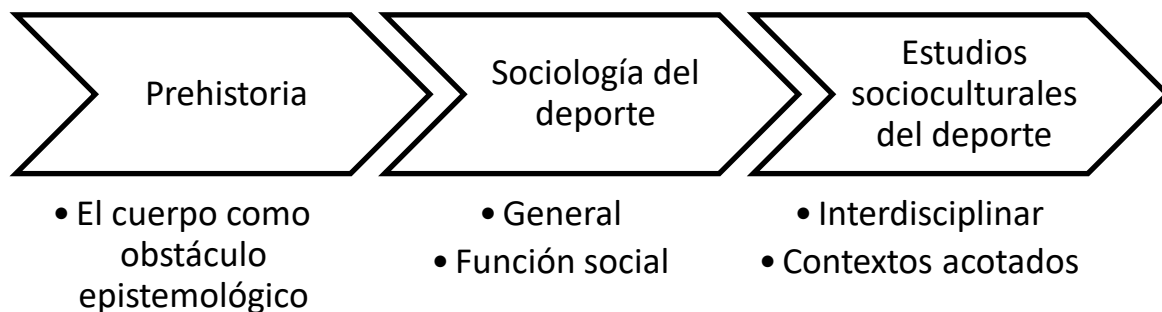 Prehistoria
• El cuerpo como
obstáculo
epistemológico
Sociología del
deporte
• General
• Función social
Estudios
socioculturales
del deporte
• Interdisciplinar
• Contextos acotados